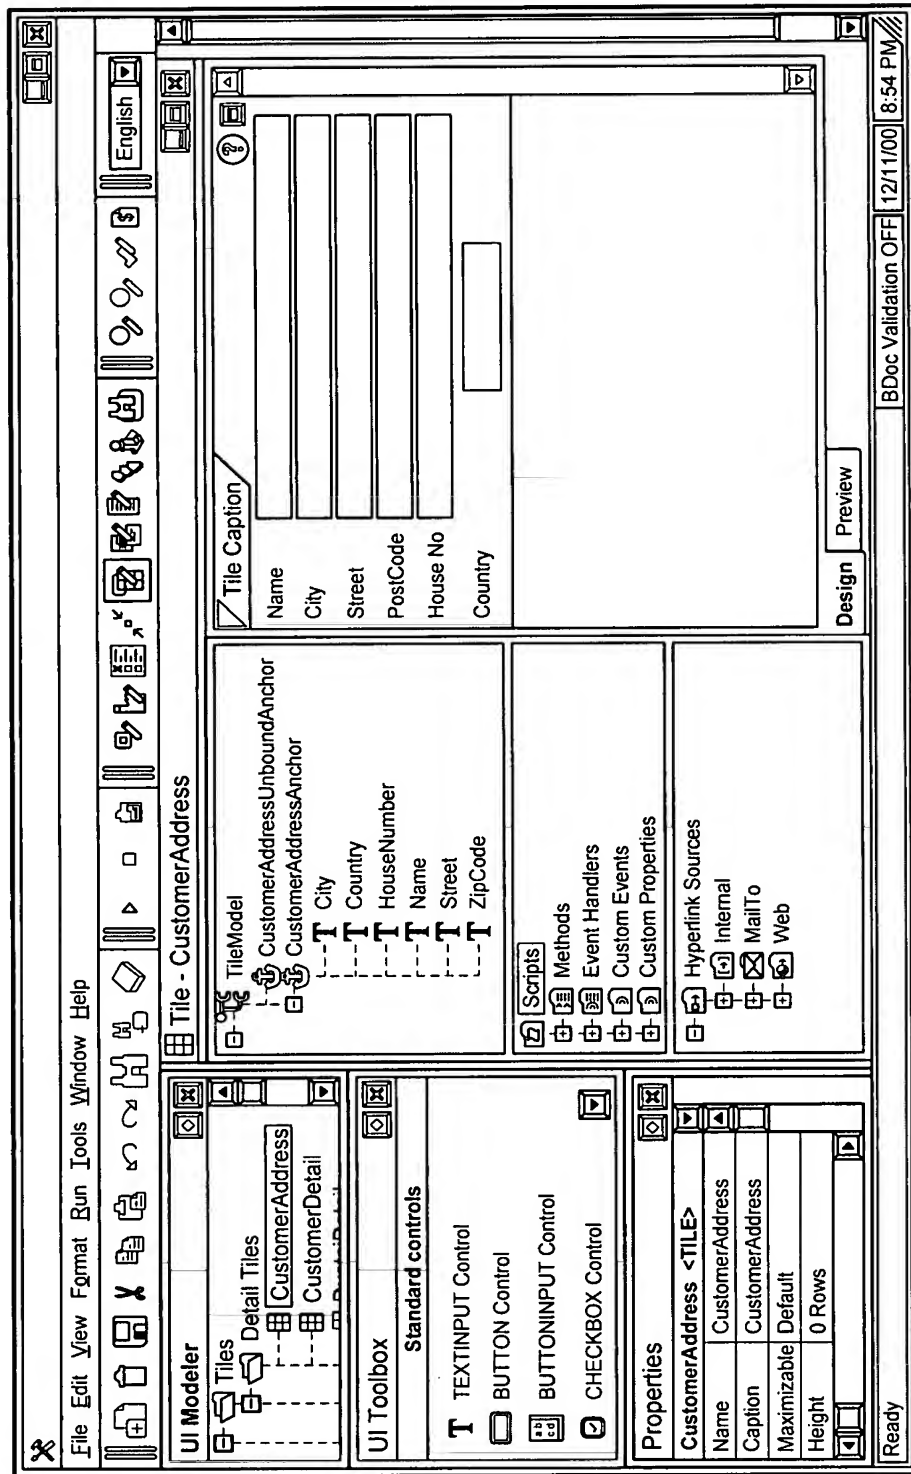 File Edit View Format Run Tools Window Help
English
UI Modeler
Tiles
Detail Tiles
CustomerAddress
CustomerDetail
UI Toolbox
Standard controls
T TEXTINPUT Control
BUTTON Control
ab
cd
BUTTONINPUT Control
CHECKBOX Control
Properties
CustomerAddress <TILE>
Name CustomerAddress
Caption CustomerAddress
Maximizable Default
Height 0 Rows
Tile - CustomerAddress
TileModel
CustomerAddressUnboundAnchor
CustomerAddressAnchor
T City
T Country
T HouseNumber
T Name
T Street
T ZipCode
Scripts
Methods
Event Handlers
Custom Events
Custom Properties
Hyperlink Sources
Internal
MailTo
Web
Tile Caption
?
Name
City
Street
PostCode
House No
Country
Design Preview
Ready
BDoc Validation OFF 12/11/00 8:54 PM